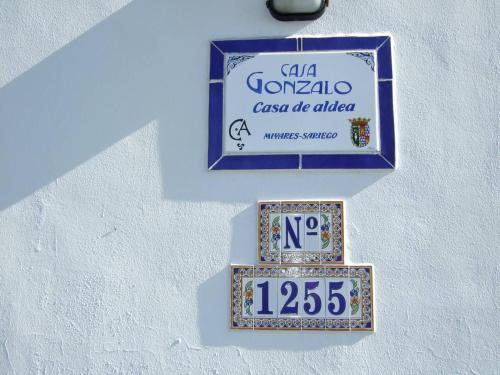 CASA
GONZALO
Casa de aldea
CA
MIYARES-SARIEGO
Nº
1255